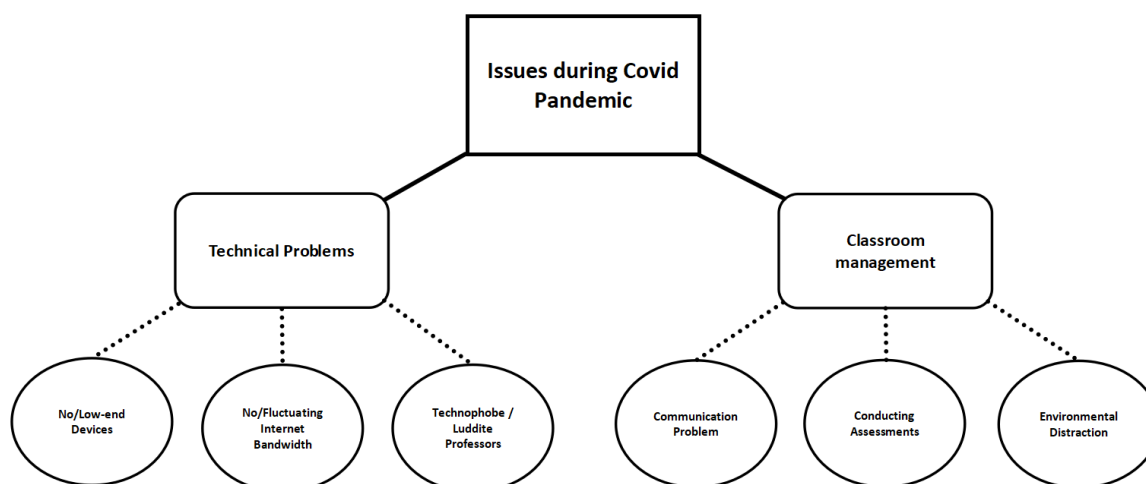 Issues during Covid
Pandemic
Technical Problems
Classroom
management
No/Low-end
Devices
No/Fluctuating
Internet
Bandwidth
Technophobe /
Luddite
Professors
Communication
Problem
Conducting
Assessments
Environmental
Distraction